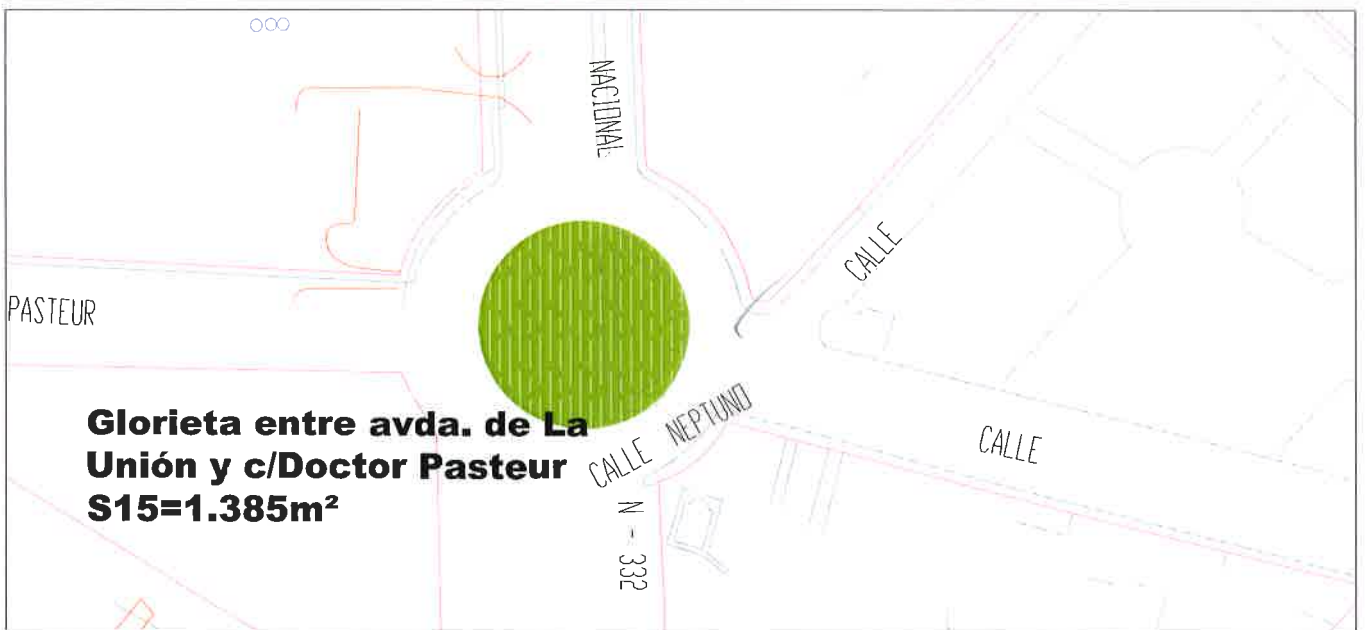 NACIONAL
CALLE
PASTEUR
Glorieta entre avda. de La
Unión y c/Doctor Pasteur
S15=1.385m²
CALLE NEPTUNO
CALLE
N - 332